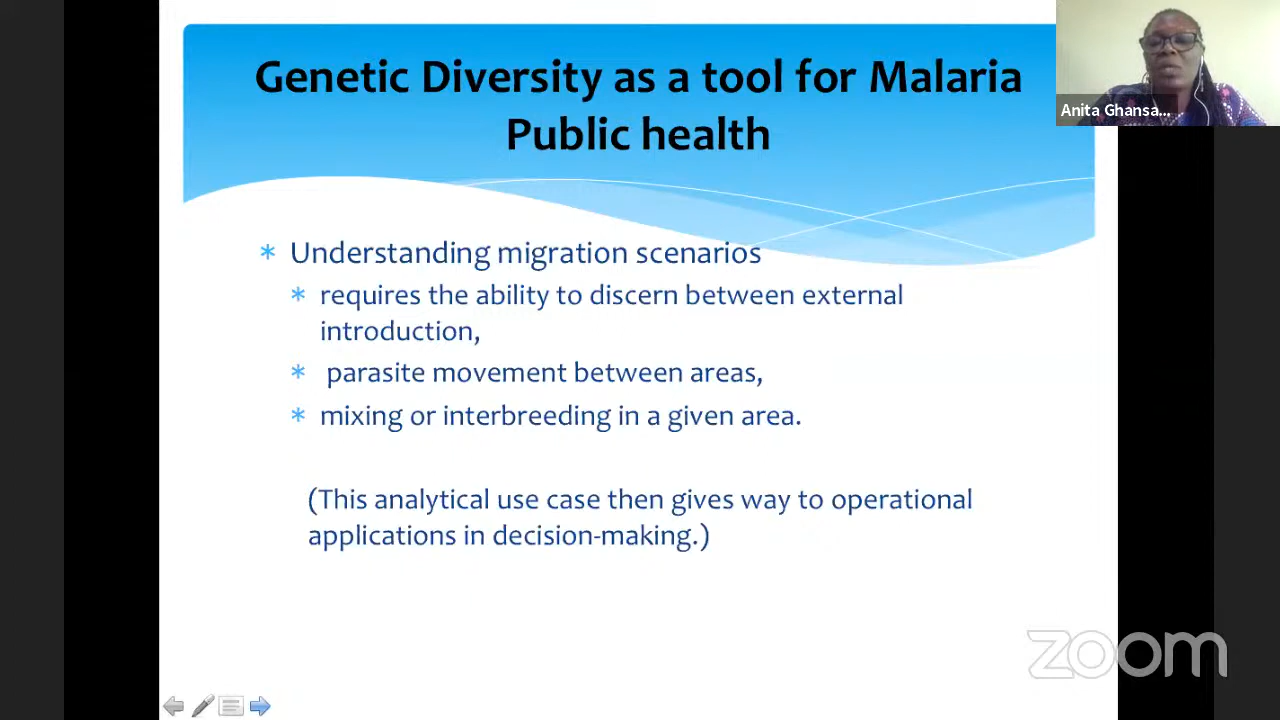 Genetic Diversity as a tool for Malaria
Public health
Anita Ghansa...
* Understanding migration scenarios
* requires the ability to discern between external
introduction,
* parasite movement between areas,
* mixing or interbreeding in a given area.
(This analytical use case then gives way to operational
applications in decision-making.)
zoom